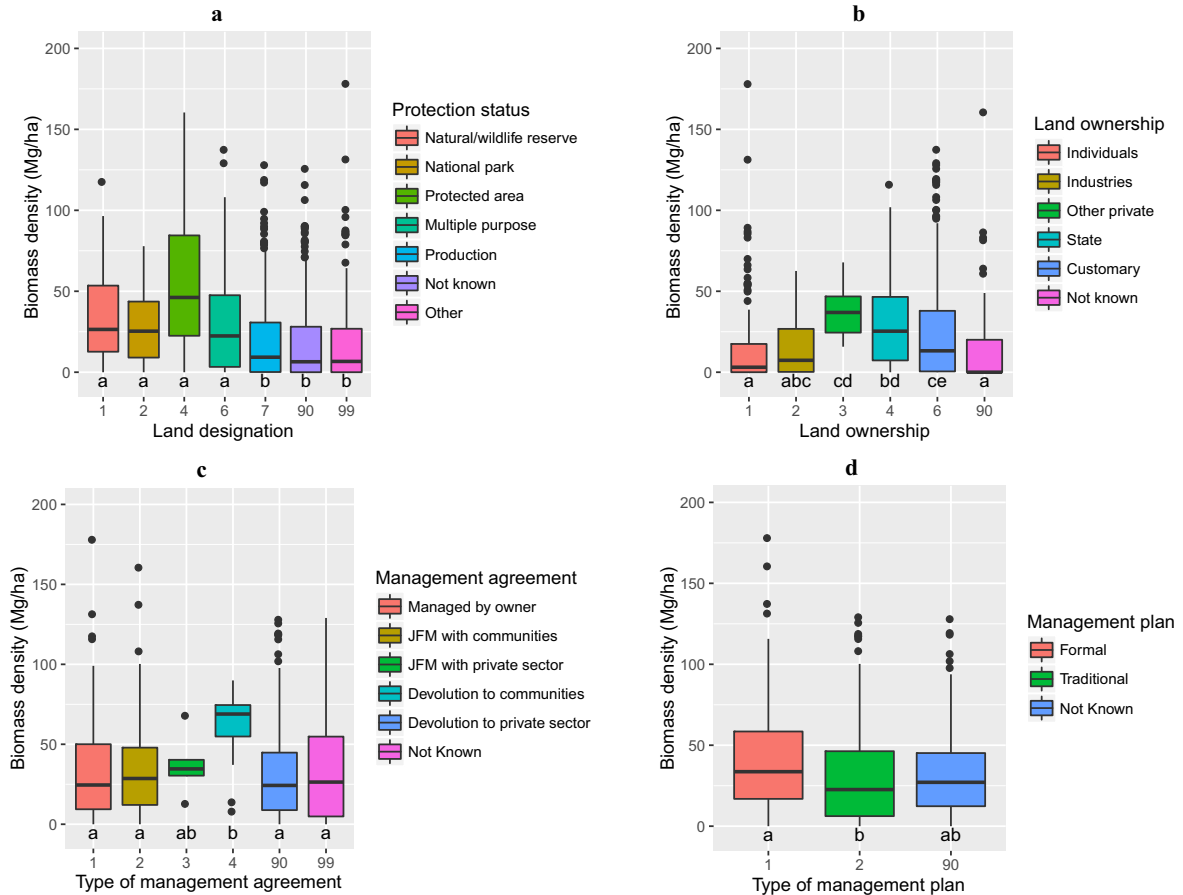 a
Biomass density (Mg/ha)
200
150
100
50
0
a a a a b b b
1 2 4 6 7 90 99
Land designation
Protection status
Natural/wildlife reserve
National park
Protected area
Multiple purpose
Production
Not known
Other
b
Biomass density (Mg/ha)
200
150
100
50
0
a abc cd bd ce a
1 2 3 4 6 90
Land ownership
Land ownership
Individuals
Industries
Other private
State
Customary
Not known
c
Biomass density (Mg/ha)
200
150
100
50
0
a a ab b a a
1 2 3 4 90 99
Type of management agreement
Management agreement
Managed by owner
JFM with communities
JFM with private sector
Devolution to communities
Devolution to private sector
Not Known
d
Biomass density (Mg/ha)
200
150
100
50
0
a b ab
1 2 90
Type of management plan
Management plan
Formal
Traditional
Not Known